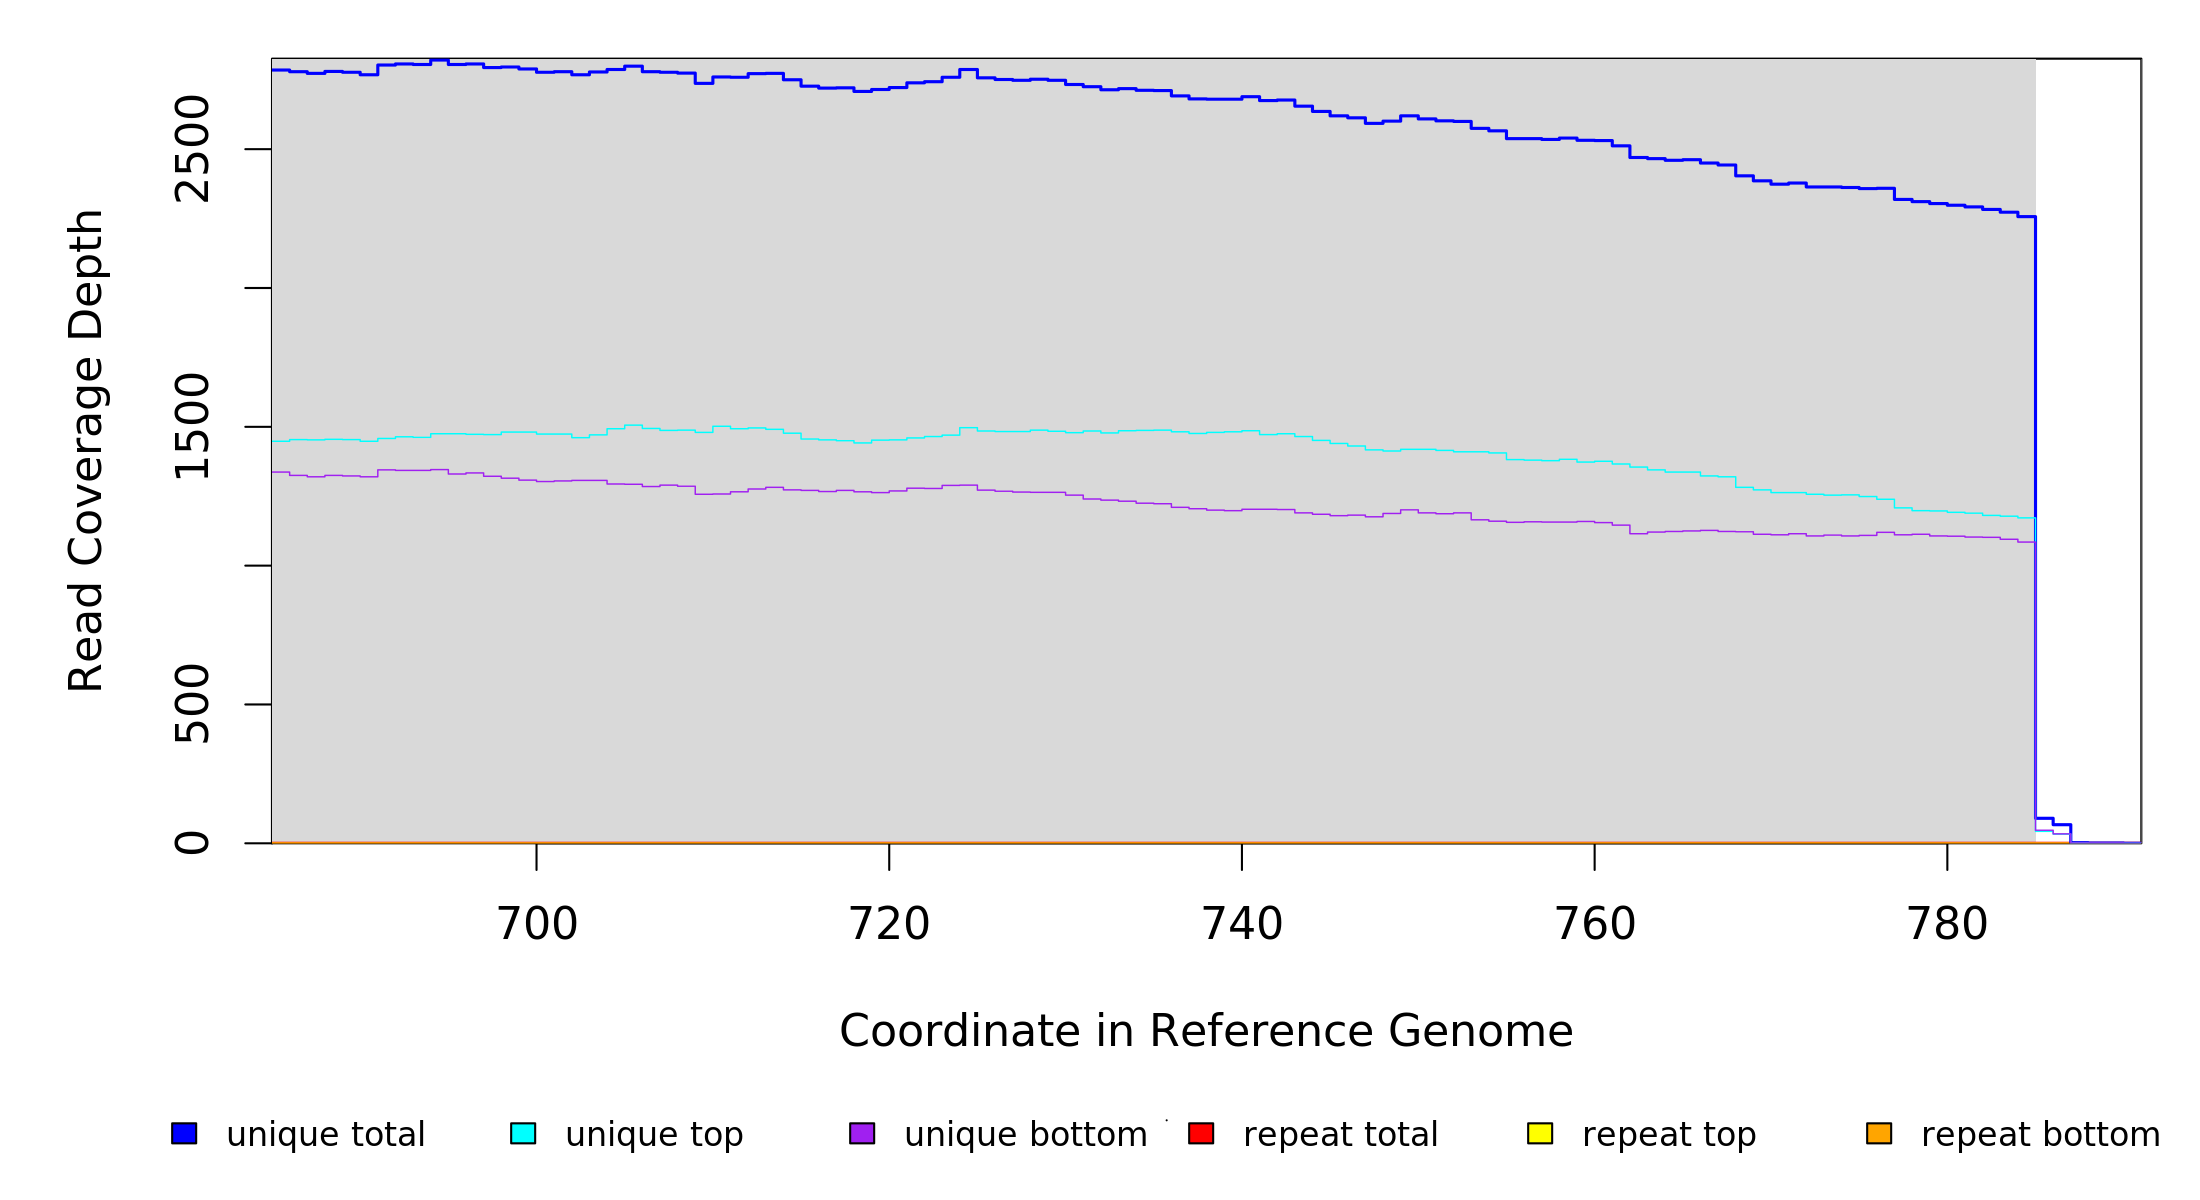 Read Coverage Depth
2500
1500
500
0
700 720 740 760 780
Coordinate in Reference Genome
unique total unique top unique bottom repeat total repeat top repeat bottom